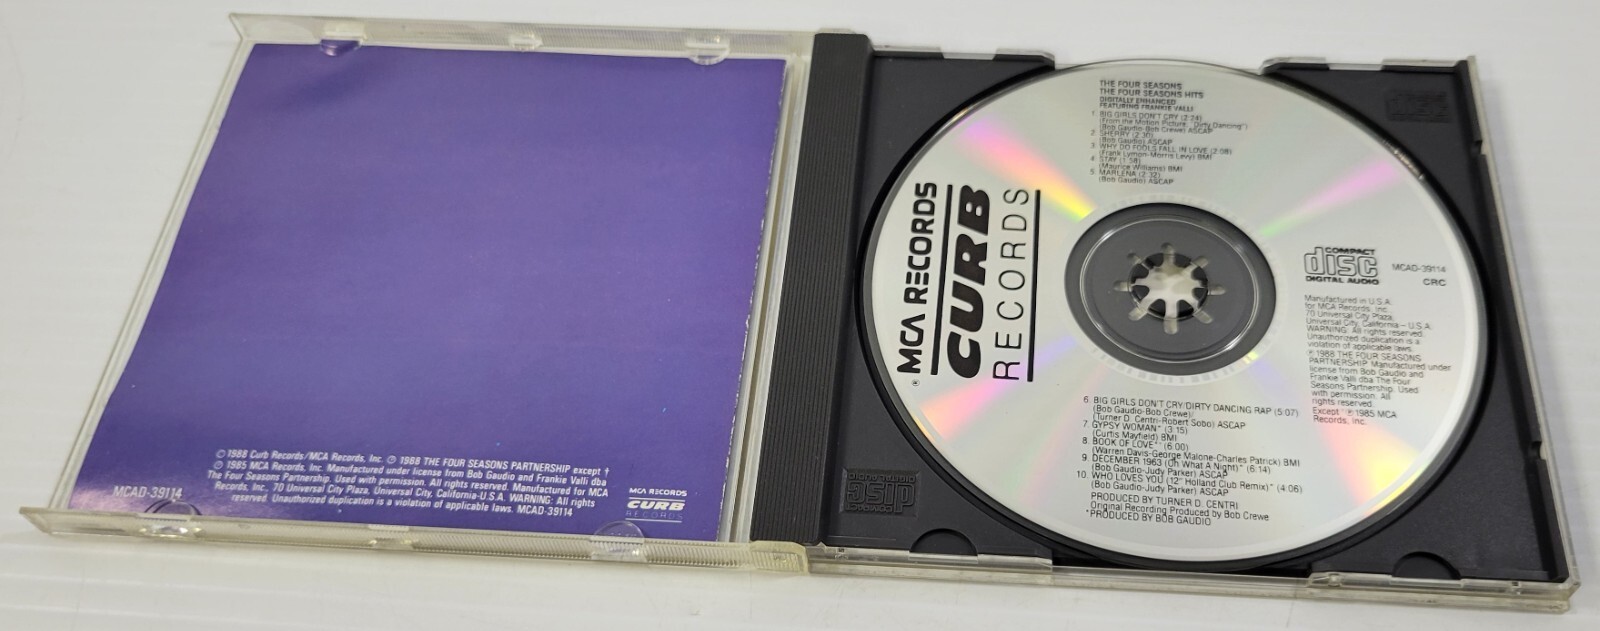 ©1988 Curb Records/MCA Records, Inc. ℗ 1988 THE FOUR SEASONS PARTNERSHIP except †
℗ 1985 MCA Records, Inc. Manufactured under license from Bob Gaudio and Frankie Valli dba
The Four Seasons Partnership. Used with permission. All rights reserved. Manufactured for MCA
Records, Inc. 70 Universal City Plaza, Universal City, California-U.S.A. WARNING: All rights
reserved. Unauthorized duplication is a violation of applicable laws. MCAD-39114
MCAD-39114
MCA RECORDS
CURB
RECORDS
THE FOUR SEASONS
THE FOUR SEASONS HITS
DIGITALLY ENHANCED
FEATURING FRANKIE VALLI
1. BIG GIRLS DON'T CRY (2:24)
(From the Motion Picture, "Dirty Dancing")
(Bob Gaudio-Bob Crewe) ASCAP
2. SHERRY (2:30)
(Bob Gaudio) ASCAP
3. WHY DO FOOLS FALL IN LOVE (2:08)
(Frank Lymon-Morris Levy) BMI
4. STAY (1:58)
(Maurice Williams) BMI
5. MARLENA (2:32)
(Bob Gaudio) ASCAP
MCA RECORDS
CURB
RECORDS
®
COMPACT
disc
DIGITAL AUDIO
MCAD-39114
CRC
Manufactured in U.S.A.
for MCA Records, Inc.
70 Universal City Plaza,
Universal City, California – U.S.A.
WARNING: All rights reserved.
Unauthorized duplication is a
violation of applicable laws.
℗ 1988 THE FOUR SEASONS
PARTNERSHIP. Manufactured under
license from Bob Gaudio and
Frankie Valli dba The Four
Seasons Partnership. Used
with permission. All
rights reserved.
Except * ℗ 1985 MCA
Records, Inc.
6. BIG GIRLS DON'T CRY/DIRTY DANCING RAP (5:07)
(Bob Gaudio-Bob Crewe)/
(Turner D. Centri-Robert Sobo) ASCAP
7. GYPSY WOMAN* (3:15)
(Curtis Mayfield) BMI
8. BOOK OF LOVE* (6:00)
(Warren Davis-George Malone-Charles Patrick) BMI
9. DECEMBER 1963 (Oh What A Night)* (6:14)
(Bob Gaudio-Judy Parker) ASCAP
10. WHO LOVES YOU (12" Holland Club Remix)* (4:06)
(Bob Gaudio-Judy Parker) ASCAP
PRODUCED BY TURNER D. CENTRI
Original Recording Produced by Bob Crewe
*PRODUCED BY BOB GAUDIO
COMPACT
disc
DIGITAL AUDIO